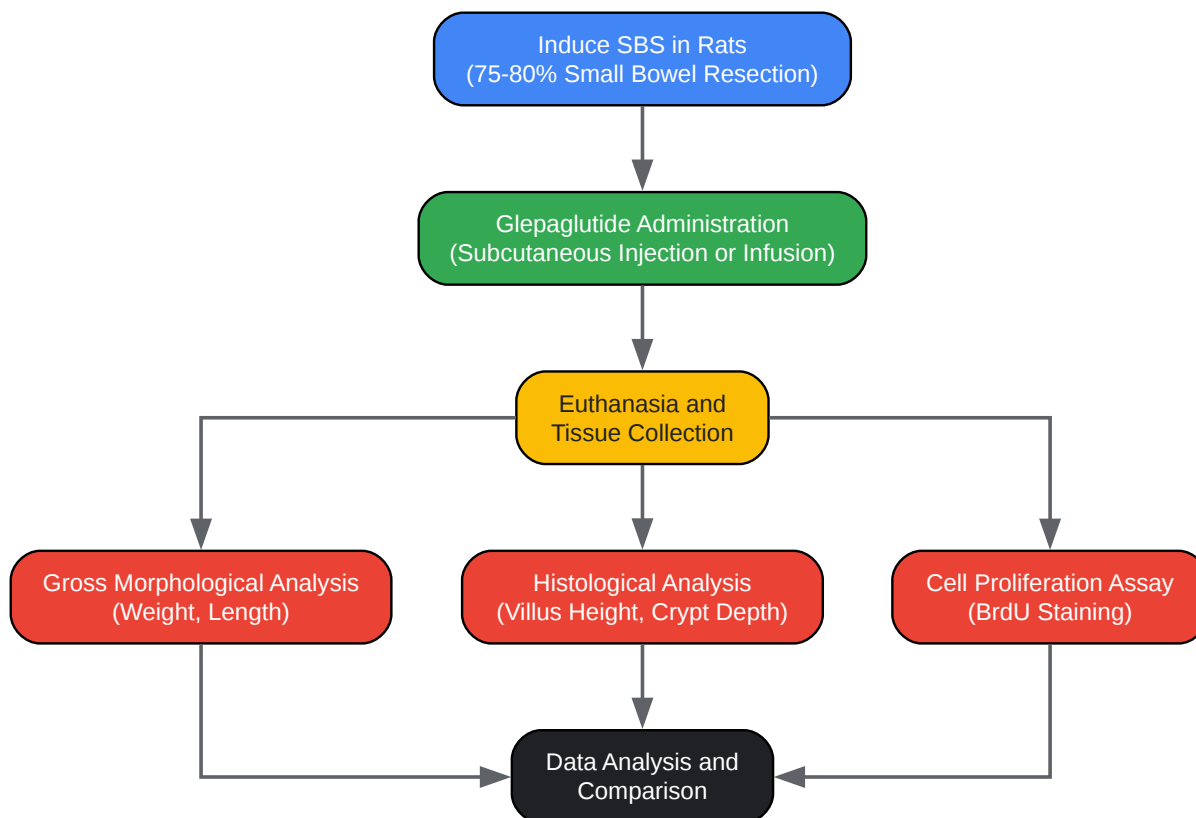 Induce SBS in Rats
(75-80% Small Bowel Resection)
Glepaglutide Administration
(Subcutaneous Injection or Infusion)
Euthanasia and
Tissue Collection
Gross Morphological Analysis
(Weight, Length)
Histological Analysis
(Villus Height, Crypt Depth)
Cell Proliferation Assay
(BrdU Staining)
Data Analysis and
Comparison